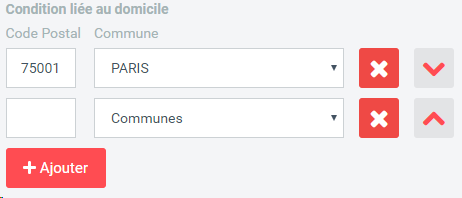 Condition liée au domicile
Code Postal Commune
75001 PARIS
Communes
Ajouter